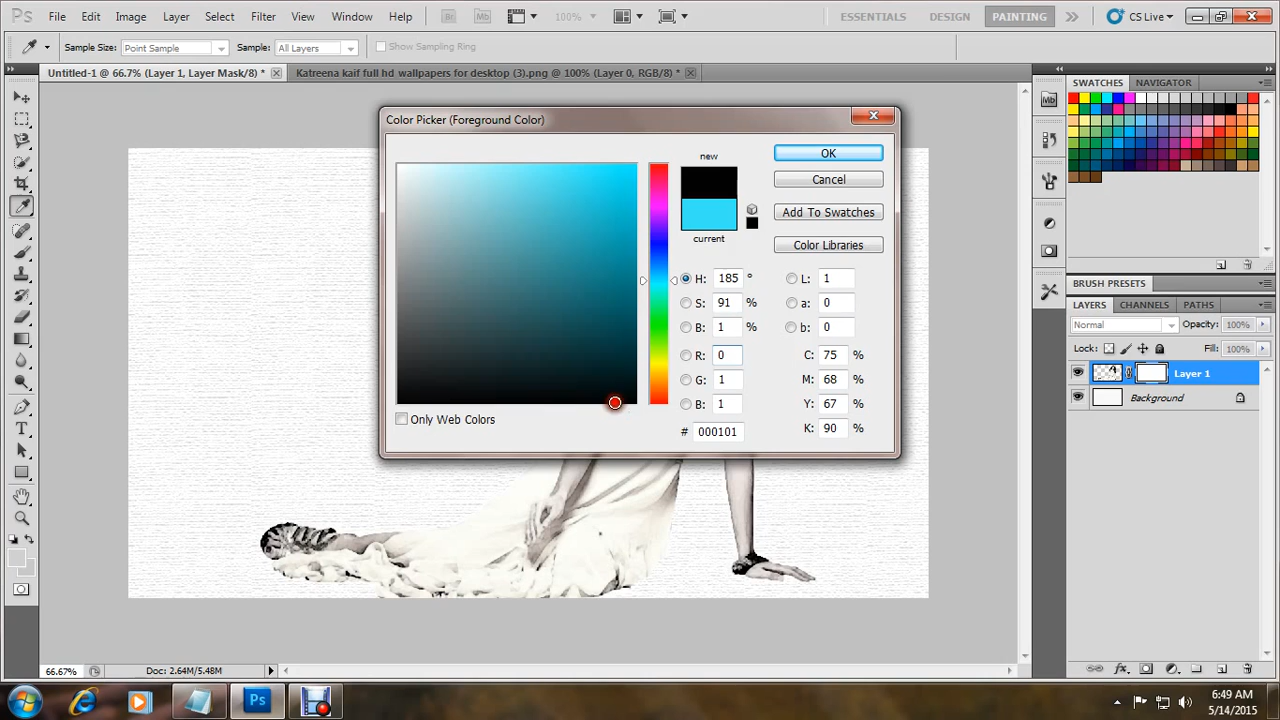 Ps File Edit Image Layer Select Filter View Window Help Br Mb 100% ESSENTIALS DESIGN PAINTING CS Live
Sample Size: Point Sample Sample: All Layers Show Sampling Ring
Untitled-1 @ 66.7% (Layer 1, Layer Mask/8) * Katreena kaif full hd wallpapers for desktop (3).png @ 100% (Layer 0, RGB/8) *
SWATCHES NAVIGATOR
Mb
Color Picker (Foreground Color)
new OK
Cancel
Add To Swatches
current Color Libraries
H: 185 ° L:
S: 91 % a: 0
B: 1 % b:
R: 0 C: %
G: 1 M: 68 %
Y: 67 %
Only Web Colors
000101 K: 90 %
BRUSH PRESETS
LAYERS CHANNELS PATHS
Normal Opacity: 100%
Lock: Fill: 100%
Layer 1
Background
T
66.67% Doc: 2.64M/5.48M
Ps
6:49 AM
5/14/2015